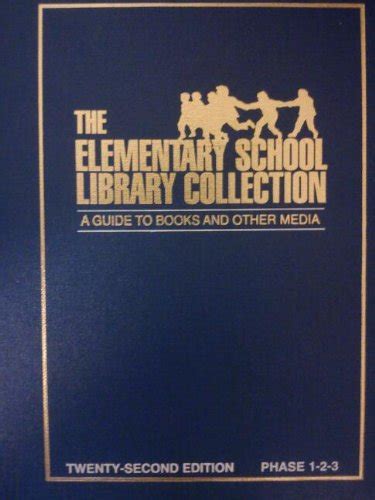 THE
ELEMENTARY SCHOOL
LIBRARY COLLECTION
A GUIDE TO BOOKS AND OTHER MEDIA
TWENTY-SECOND EDITION PHASE 1-2-3